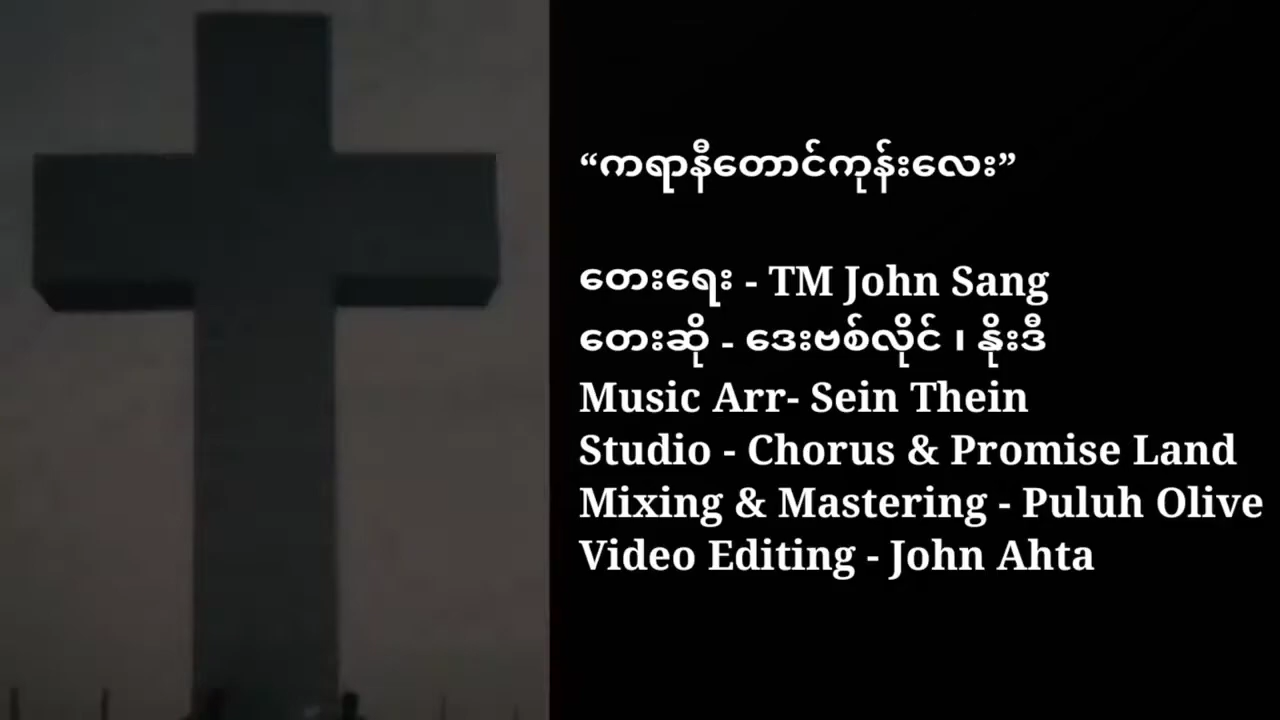 “ကရာနီတောင်ကုန်းလေး”
တေးရေး - TM John Sang
တေးဆို - ဒေးဗစ်လိုင် ၊ နိုးဒီ
Music Arr- Sein Thein
Studio - Chorus & Promise Land
Mixing & Mastering - Puluh Olive
Video Editing - John Ahta